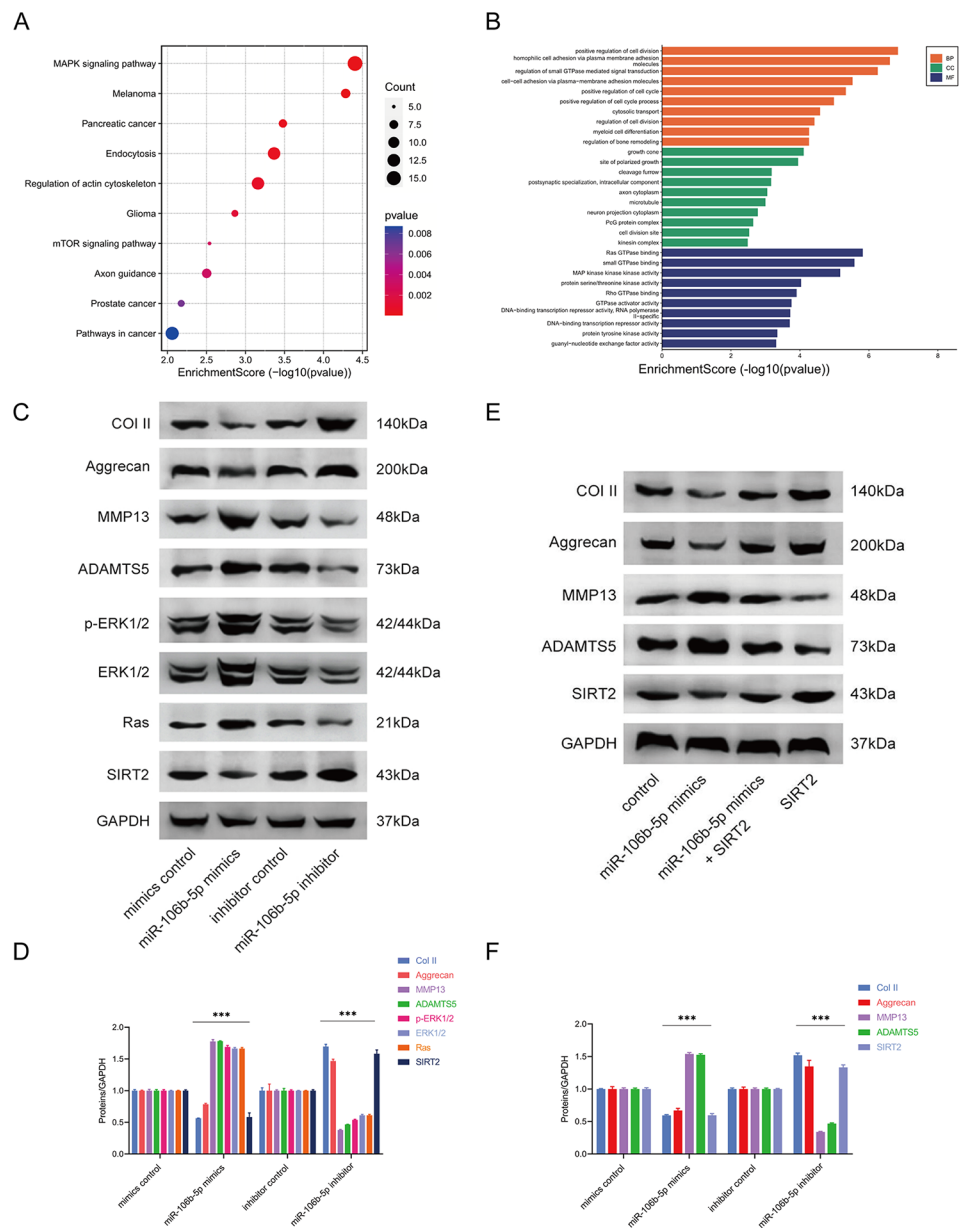 A
MAPK signaling pathway
Melanoma
Pancreatic cancer
Endocytosis
Regulation of actin cytoskeleton
Glioma
mTOR signaling pathway
Axon guidance
Prostate cancer
Pathways in cancer
2.0 2.5 3.0 3.5 4.0 4.5
EnrichmentScore (−log10(pvalue))
Count
5.0
7.5
10.0
12.5
15.0
pvalue
0.008
0.006
0.004
0.002
B
positive regulation of cell division
homophilic cell adhesion via plasma membrane adhesion
molecules
regulation of small GTPase mediated signal transduction
cell−cell adhesion via plasma−membrane adhesion molecules
positive regulation of cell cycle
positive regulation of cell cycle process
cytosolic transport
regulation of cell division
myeloid cell differentiation
regulation of bone remodeling
growth cone
site of polarized growth
cleavage furrow
postsynaptic specialization, intracellular component
axon cytoplasm
microtubule
neuron projection cytoplasm
PcG protein complex
cell division site
kinesin complex
Ras GTPase binding
small GTPase binding
MAP kinase kinase kinase activity
protein serine/threonine kinase activity
Rho GTPase binding
GTPase activator activity
DNA−binding transcription repressor activity, RNA polymerase
II−specific
DNA−binding transcription repressor activity
protein tyrosine kinase activity
guanyl−nucleotide exchange factor activity
0 2 4 6 8
EnrichmentScore (-log10(pvalue))
BP
CC
MF
C
COI II 140kDa
Aggrecan 200kDa
MMP13 48kDa
ADAMTS5 73kDa
p-ERK1/2 42/44kDa
ERK1/2 42/44kDa
Ras 21kDa
SIRT2 43kDa
GAPDH 37kDa
mimics control
miR-106b-5p mimics
inhibitor control
miR-106b-5p inhibitor
E
COI II 140kDa
Aggrecan 200kDa
MMP13 48kDa
ADAMTS5 73kDa
SIRT2 43kDa
GAPDH 37kDa
control
miR-106b-5p mimics
miR-106b-5p mimics
+ SIRT2
SIRT2
D
Col II
Aggrecan
MMP13
ADAMTS5
p-ERK1/2
ERK1/2
Ras
SIRT2
*** ***
Proteins/GAPDH
2.0
1.5
1.0
0.5
0.0
mimics control
miR-106b-5p mimics
inhibitor control
miR-106b-5p inhibitor
F
Col II
Aggrecan
MMP13
ADAMTS5
SIRT2
*** ***
Proteins/GAPDH
2.0
1.5
1.0
0.5
0.0
mimics control
miR-106b-5p mimics
inhibitor control
miR-106b-5p inhibitor